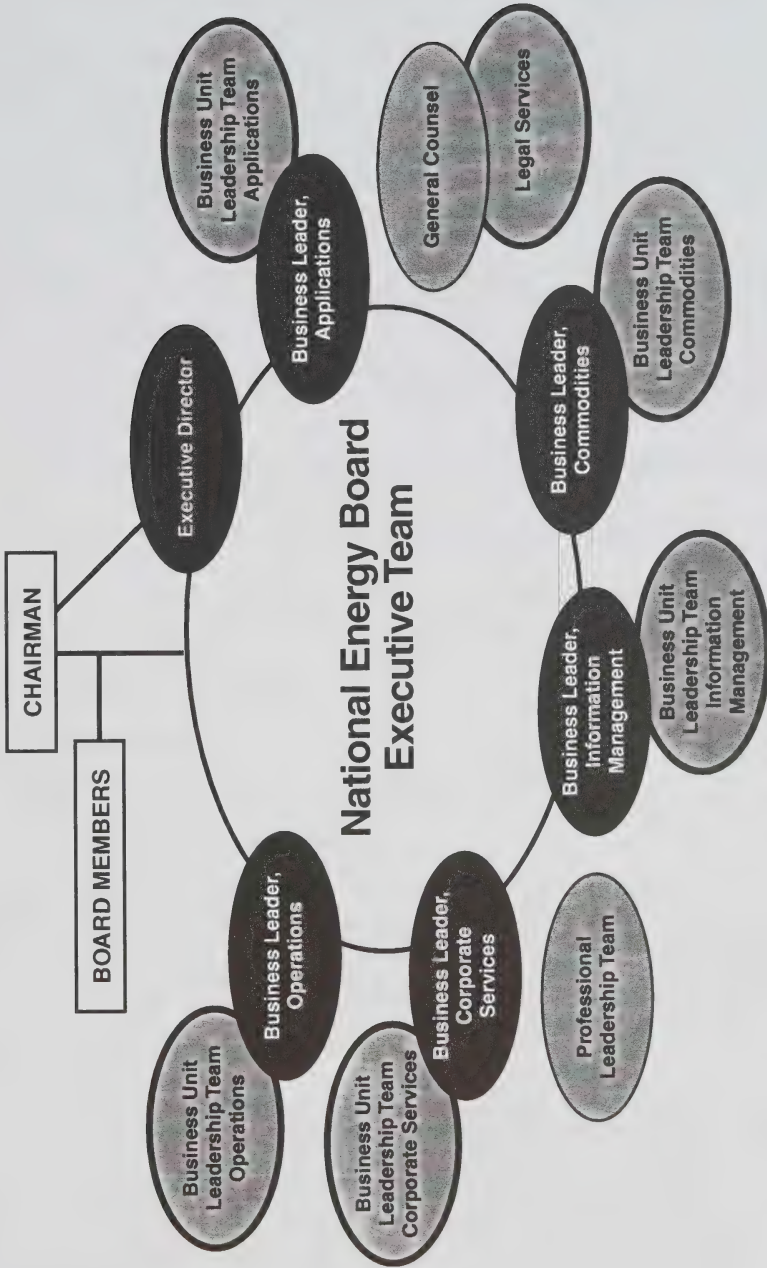 CHAIRMAN
BOARD MEMBERS
Executive Director
Business Unit
Leadership Team
Applications
Business Leader,
Applications
General Counsel
Legal Services
Business Leader,
Commodities
Business Unit
Leadership Team
Commodities
Business Leader,
Information
Management
Business Unit
Leadership Team
Information
Management
Professional
Leadership Team
Business Leader,
Corporate
Services
Business Unit
Leadership Team
Corporate Services
Business Leader,
Operations
Business Unit
Leadership Team
Operations
National Energy Board
Executive Team